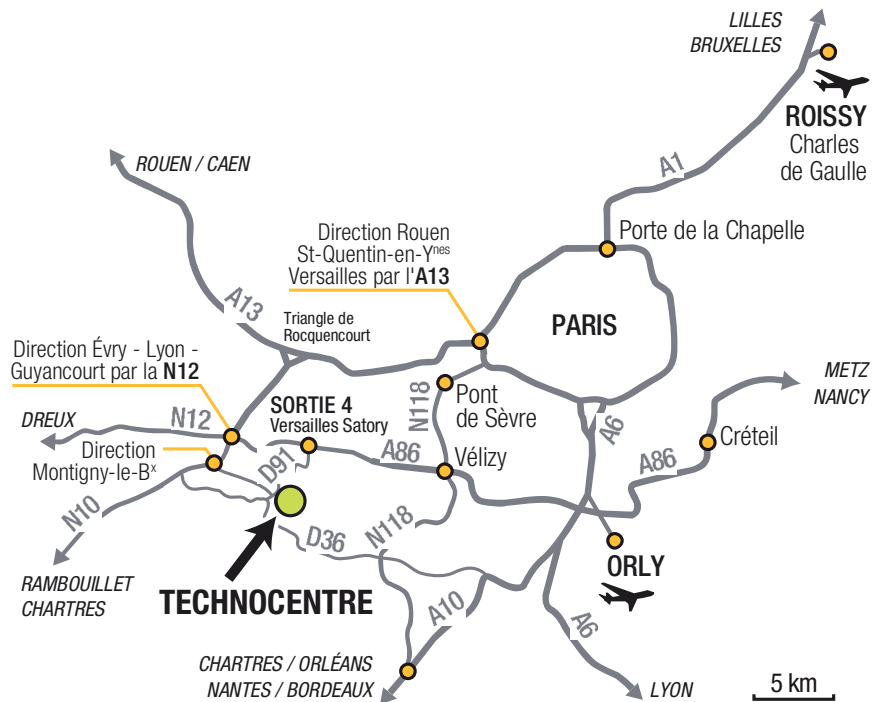 LILLES
BRUXELLES
ROISSY
Charles
de Gaulle
A1
ROUEN / CAEN
Porte de la Chapelle
Direction Rouen
St-Quentin-en-Ynes
Versailles par l'A13
A13
Triangle de
Rocquencourt
PARIS
Direction Évry - Lyon -
Guyancourt par la N12
METZ
NANCY
SORTIE 4
Versailles Satory
N118
Pont
de Sèvre
A6
DREUX
N12
Créteil
Direction
Montigny-le-Bx
D91
A86
Vélizy
A86
N10
N118
D36
ORLY
RAMBOUILLET
CHARTRES
TECHNOCENTRE
A10
A6
CHARTRES / ORLÉANS
NANTES / BORDEAUX
LYON
5 km